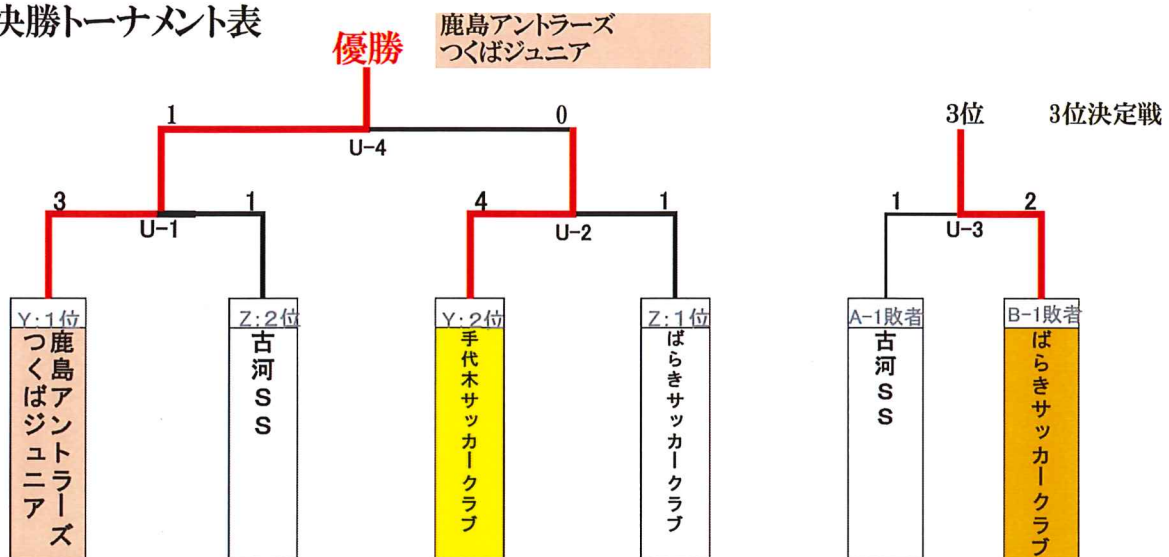 決勝トーナメント表
優勝
鹿島アントラーズ
つくばジュニア
1
0
3位
3位決定戦
U-4
3
1
4
1
1
2
U-1
U-2
U-3
Y:1位
Z:2位
Y:2位
Z:1位
A-1敗者
B-1敗者
鹿島アントラーズ
つくばジュニア
古河SS
手代木サッカークラブ
ばらきサッカークラブ
古河SS
ばらきサッカークラブ